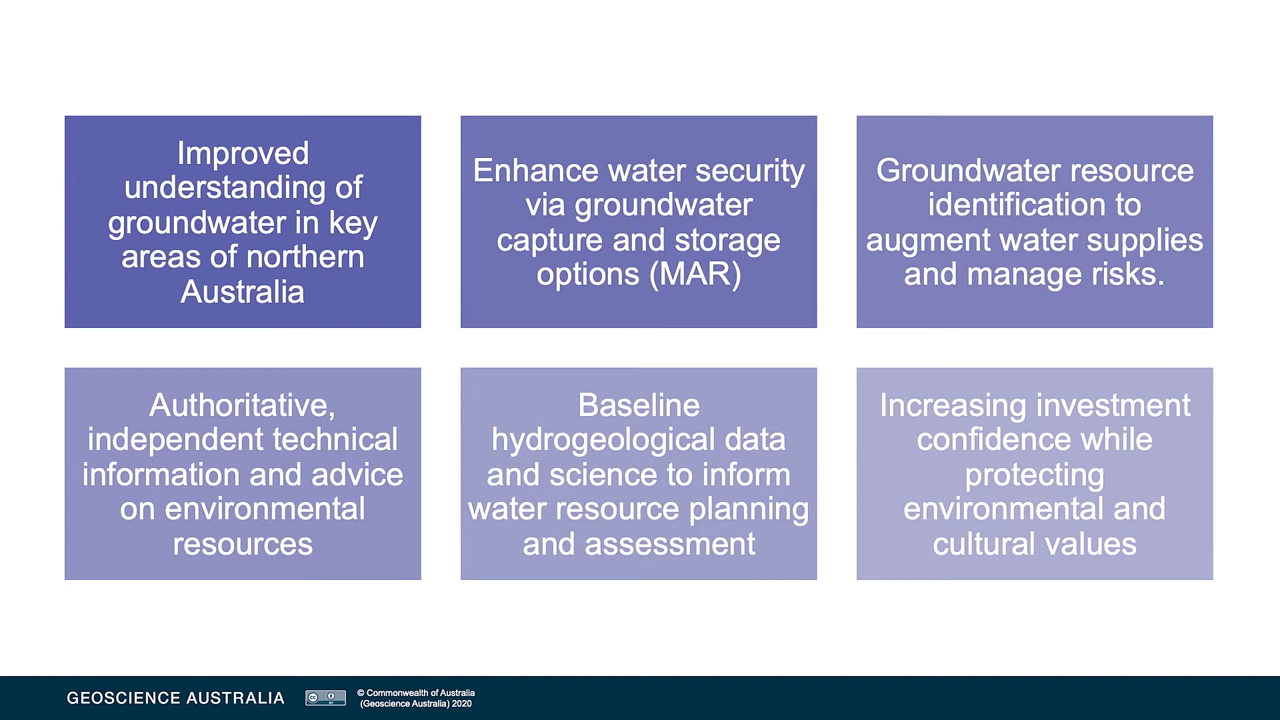 Improved
understanding of
groundwater in key
areas of northern
Australia
Enhance water security
via groundwater
capture and storage
options (MAR)
Groundwater resource
identification to
augment water supplies
and manage risks.
Authoritative,
independent technical
information and advice
on environmental
resources
Baseline
hydrogeological data
and science to inform
water resource planning
and assessment
Increasing investment
confidence while
protecting
environmental and
cultural values
GEOSCIENCE AUSTRALIA
cc
BY
© Commonwealth of Australia
(Geoscience Australia) 2020